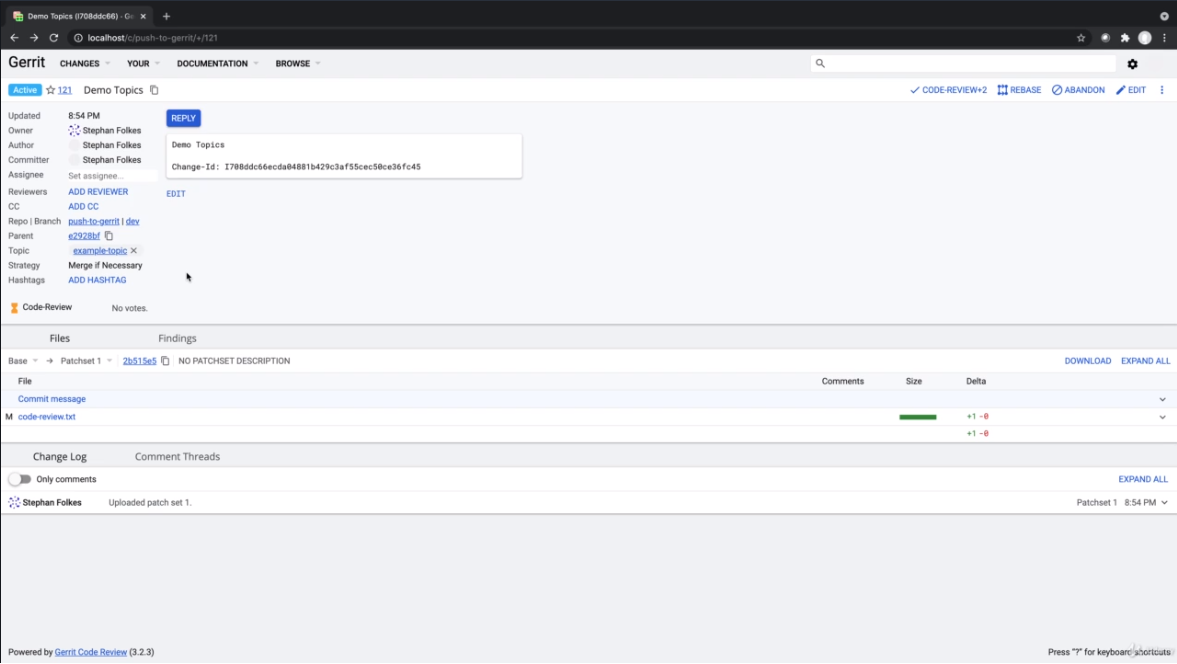 Demo Topics (I708ddc66) · Ge
localhost/c/push-to-gerrit/+/121
Gerrit CHANGES YOUR DOCUMENTATION BROWSE
Active 121 Demo Topics CODE-REVIEW+2 REBASE ABANDON EDIT
Updated 8:54 PM
REPLY
Owner Stephan Folkes
Author Stephan Folkes
Committer Stephan Folkes
Assignee Set assignee...
Reviewers ADD REVIEWER
CC ADD CC
Repo | Branch push-to-gerrit | dev
Parent e2928bf
Topic example-topic
Strategy Merge if Necessary
Hashtags ADD HASHTAG
Demo Topics
Change-Id: I708ddc66ecda04881b429c3af55cec50ce36fc45
EDIT
Code-Review No votes.
Files Findings
Base → Patchset 1 2b515e5 NO PATCHSET DESCRIPTION DOWNLOAD EXPAND ALL
File Comments Size Delta
Commit message
M code-review.txt +1 -0
+1 -0
Change Log Comment Threads
Only comments EXPAND ALL
Stephan Folkes Uploaded patch set 1. Patchset 1 8:54 PM
Powered by Gerrit Code Review (3.2.3) Press "?" for keyboard shortcuts